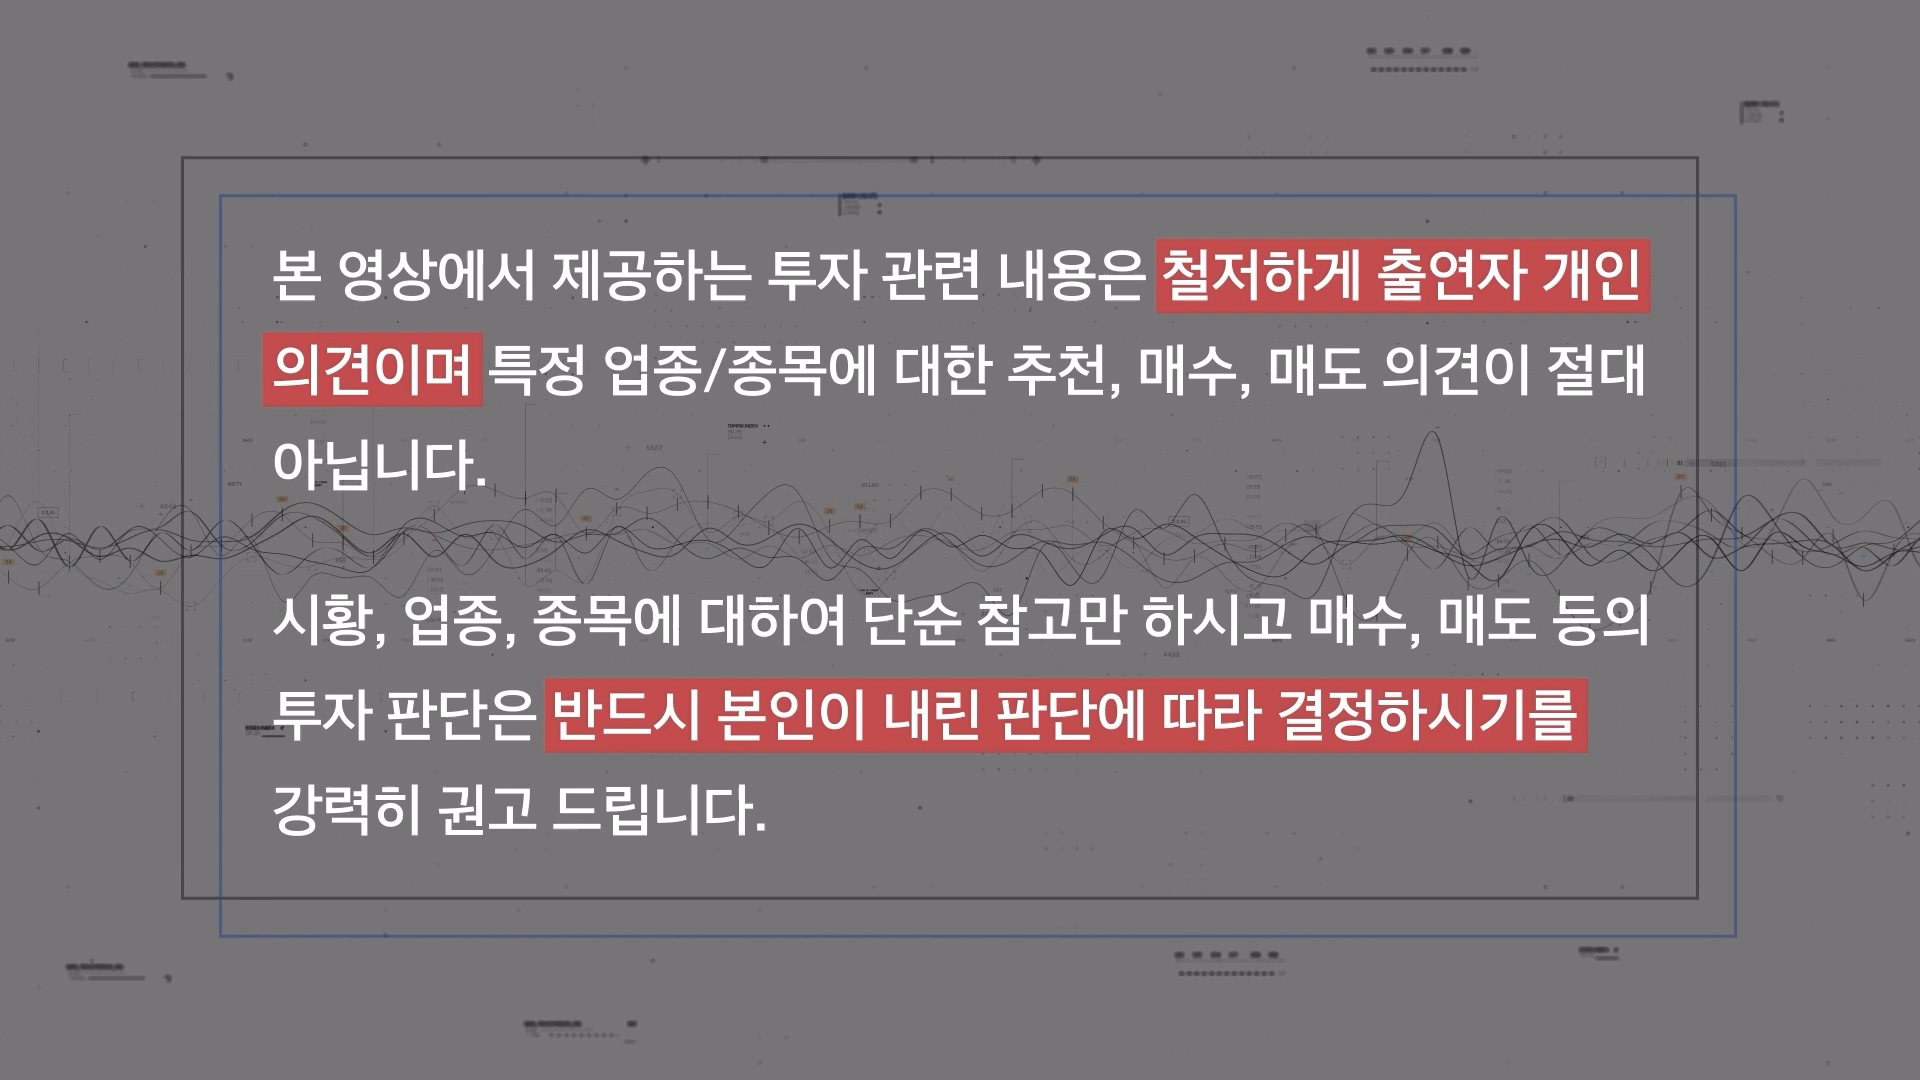 본 영상에서 제공하는 투자 관련 내용은 철저하게 출연자 개인
의견이며 특정 업종/종목에 대한 추천, 매수, 매도 의견이 절대
아닙니다.
시황, 업종, 종목에 대하여 단순 참고만 하시고 매수, 매도 등의
투자 판단은 반드시 본인이 내린 판단에 따라 결정하시기를
강력히 권고 드립니다.